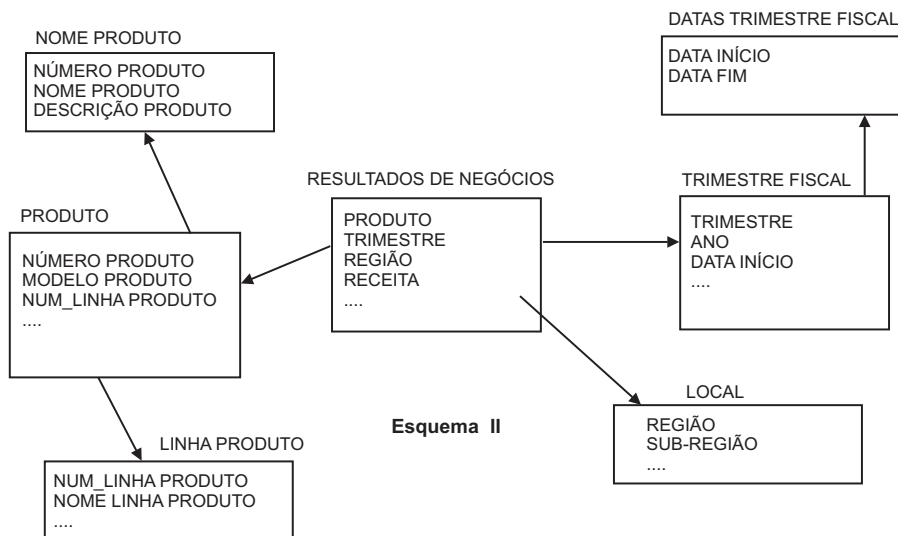 DATAS TRIMESTRE FISCAL
DATA INÍCIO
DATA FIM
NOME PRODUTO
NÚMERO PRODUTO
NOME PRODUTO
DESCRIÇÃO PRODUTO
RESULTADOS DE NEGÓCIOS
PRODUTO
TRIMESTRE
REGIÃO
RECEITA
....
TRIMESTRE FISCAL
TRIMESTRE
ANO
DATA INÍCIO
....
PRODUTO
NÚMERO PRODUTO
MODELO PRODUTO
NUM_LINHA PRODUTO
....
LOCAL
REGIÃO
SUB-REGIÃO
....
Esquema II
LINHA PRODUTO
NUM_LINHA PRODUTO
NOME LINHA PRODUTO
....